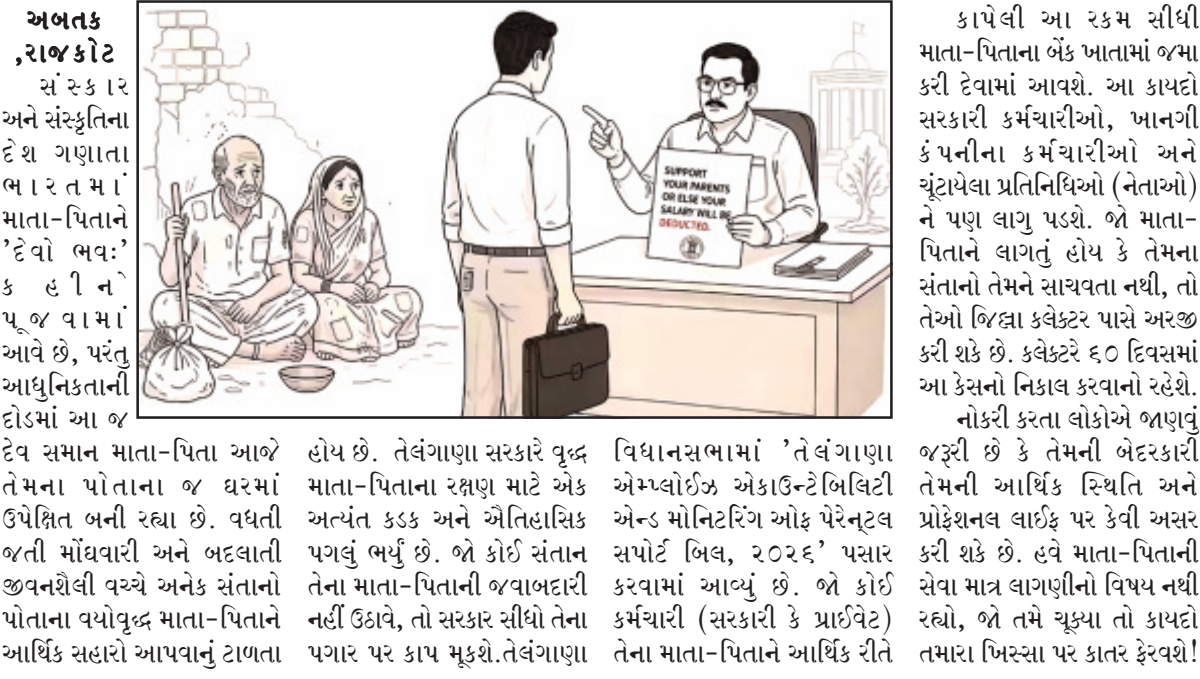 અબતક
,રાજકોટ
સંસ્કાર
અને સંસ્કૃતિના
દેશ ગણાતા
ભારતમાં
માતા-પિતાને
'દેવો ભવઃ'
કહીને
પૂજવામાં
આવે છે, પરંતુ
આધુનિકતાની
દોડમાં આ જ
દેવ સમાન માતા-પિતા આજે
તેમના પોતાના જ ઘરમાં
ઉપેક્ષિત બની રહ્યા છે. વધતી
જતી મોંઘવારી અને બદલાતી
જીવનશૈલી વચ્ચે અનેક સંતાનો
પોતાના વયોવૃદ્ધ માતા-પિતાને
આર્થિક સહારો આપવાનું ટાળતા
હોય છે. તેલંગાણા સરકારે વૃદ્ધ
માતા-પિતાના રક્ષણ માટે એક
અત્યંત કડક અને ઐતિહાસિક
પગલું ભર્યું છે. જો કોઈ સંતાન
તેના માતા-પિતાની જવાબદારી
નહીં ઉઠાવે, તો સરકાર સીધો તેના
પગાર પર કાપ મૂકશે.તેલંગાણા
SUPPORT
YOUR PARENTS
OR ELSE YOUR
SALARY WILL BE
DEDUCTED.
વિધાનસભામાં 'તેલંગાણા
એમ્પ્લોઈઝ એકાઉન્ટેબિલિટી
એન્ડ મોનિટરિંગ ઓફ પેરેન્ટલ
સપોર્ટ બિલ, ૨૦૨૬' પસાર
કરવામાં આવ્યું છે. જો કોઈ
કર્મચારી (સરકારી કે પ્રાઈવેટ)
તેના માતા-પિતાને આર્થિક રીતે
કાપેલી આ રકમ સીધી
માતા-પિતાના બેંક ખાતામાં જમા
કરી દેવામાં આવશે. આ કાયદો
સરકારી કર્મચારીઓ, ખાનગી
કંપનીના કર્મચારીઓ અને
ચૂંટાયેલા પ્રતિનિધિઓ (નેતાઓ)
ને પણ લાગુ પડશે. જો માતા-
પિતાને લાગતું હોય કે તેમના
સંતાનો તેમને સાચવતા નથી, તો
તેઓ જિલ્લા કલેક્ટર પાસે અરજી
કરી શકે છે. કલેક્ટરે ૬૦ દિવસમાં
આ કેસનો નિકાલ કરવાનો રહેશે.
નોકરી કરતા લોકોએ જાણવું
જરૂરી છે કે તેમની બેદરકારી
તેમની આર્થિક સ્થિતિ અને
પ્રોફેશનલ લાઈફ પર કેવી અસર
કરી શકે છે. હવે માતા-પિતાની
સેવા માત્ર લાગણીનો વિષય નથી
રહ્યો, જો તમે ચૂક્યા તો કાયદો
તમારા ખિસ્સા પર કાતર ફેરવશે!